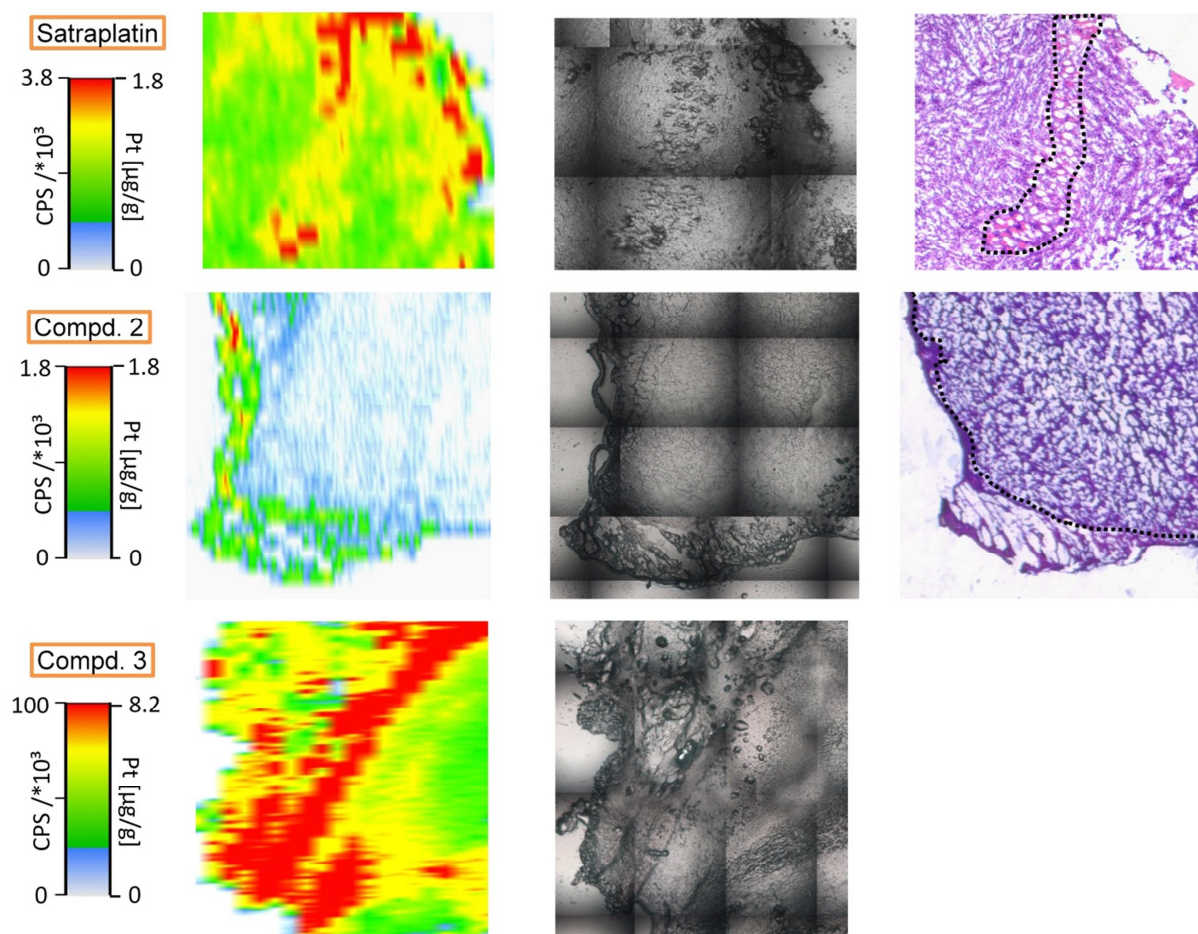 Satraplatin
3.8
1.8
CPS /*10³
Pt [µg/g]
0
0
Compd. 2
1.8
1.8
CPS /*10³
Pt [µg/g]
0
0
Compd. 3
100
8.2
CPS /*10³
Pt [µg/g]
0
0